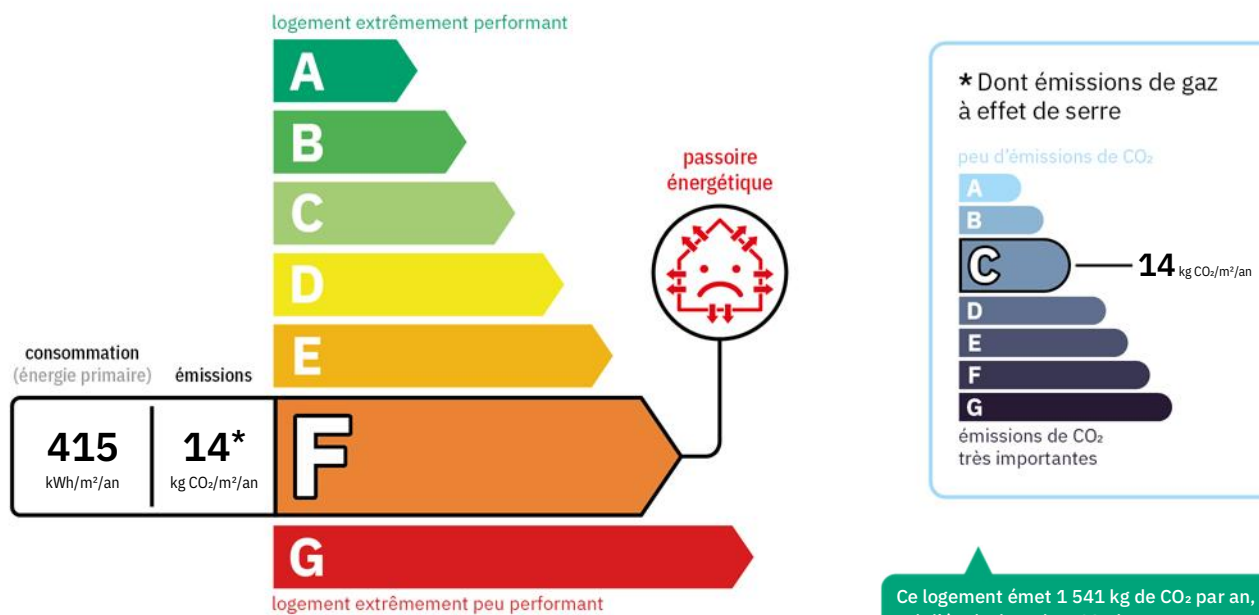 logement extrêmement performant
A
B
C
D
E
consommation
(énergie primaire)
émissions
415
kWh/m²/an
14*
kg CO₂/m²/an
F
passoire
énergétique
G
logement extrêmement peu performant
* Dont émissions de gaz
à effet de serre
peu d'émissions de CO₂
A
B
C
14 kg CO₂/m²/an
D
E
F
G
émissions de CO₂
très importantes
Ce logement émet 1 541 kg de CO₂ par an,